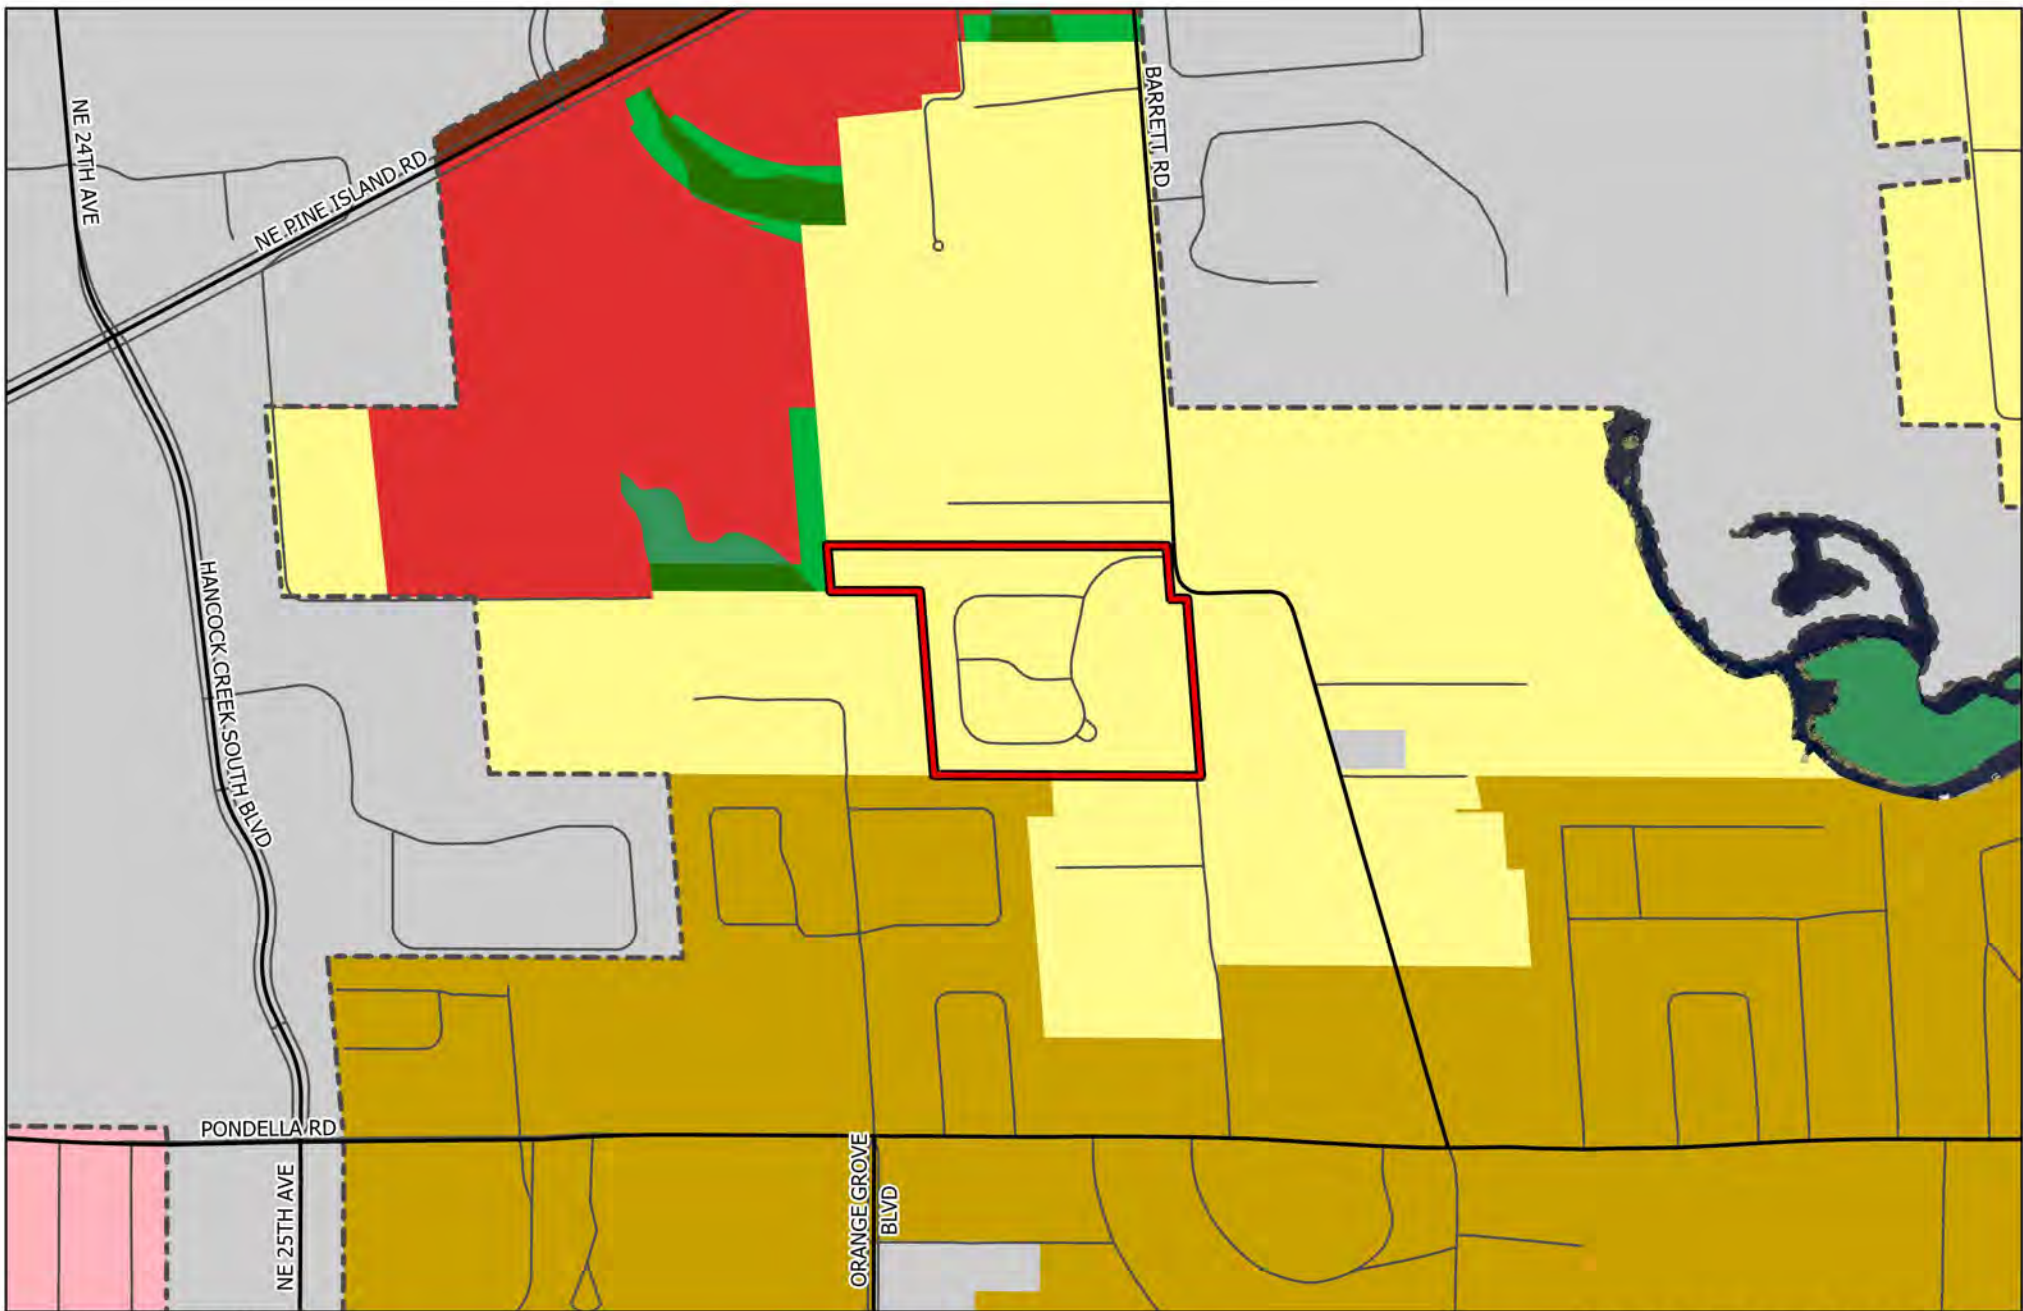 NE 24TH AVE
NE PINE ISLAND RD
BARRETT RD
HANCOCK CREEK SOUTH BLVD
PONDELLA RD
NE 25TH AVE
ORANGE GROVE
BLVD